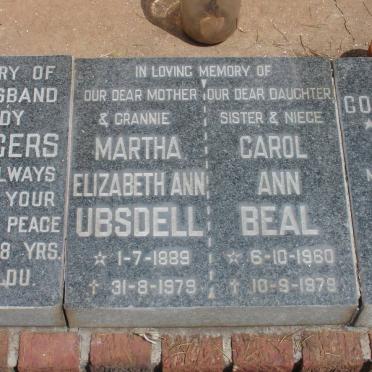 RY OF
SBAND
DY
GERS
LWAYS
YOUR
PEACE
8 YRS.
OU.
IN LOVING MEMORY OF
OUR DEAR MOTHER
& GRANNIE
MARTHA
ELIZABETH ANN
UBSDELL
☆ 1-7-1889
✝ 31-8-1979
OUR DEAR DAUGHTER
SISTER & NIECE
CAROL
ANN
BEAL
☆ 6-10-1960
✝ 10-9-1979
GO